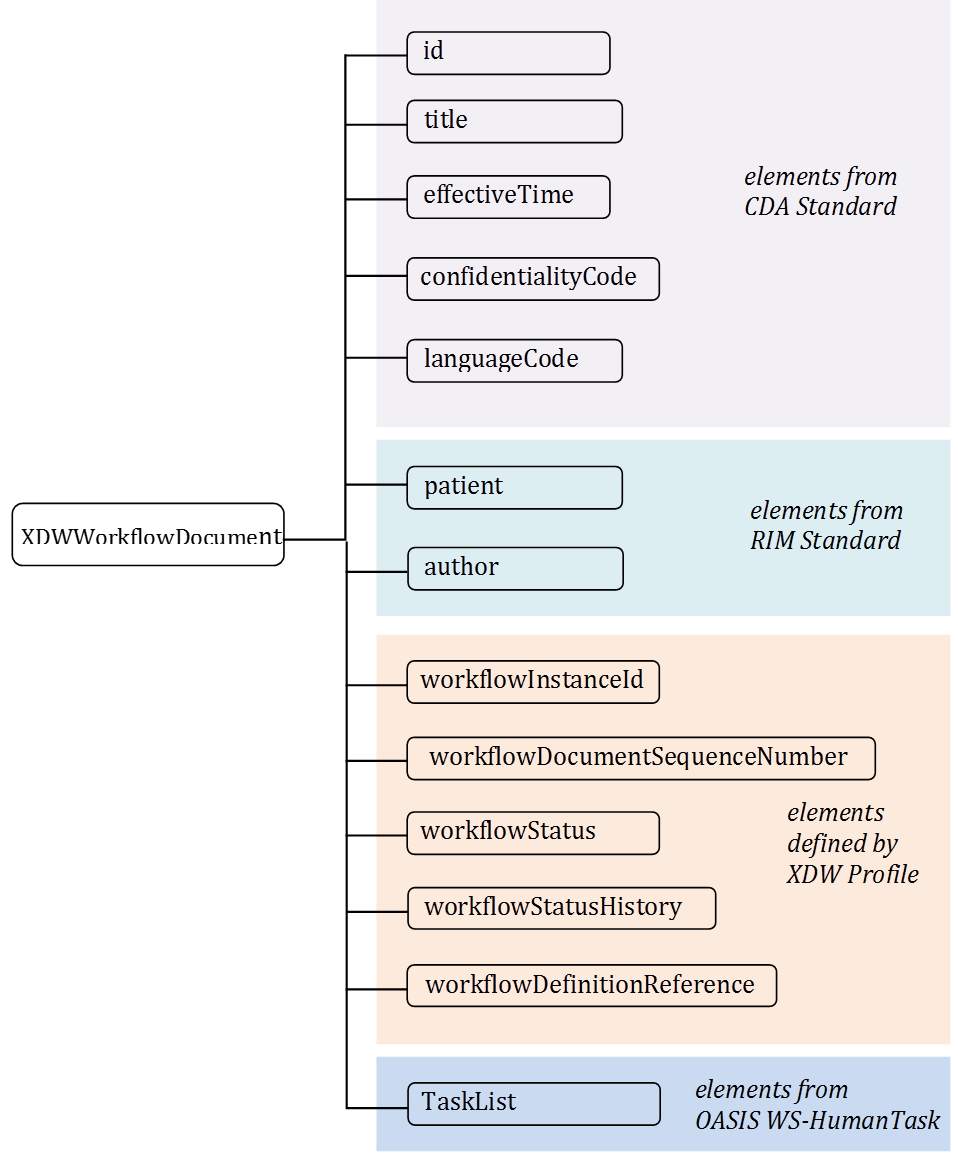 id
title
effectiveTime
elements from
CDA Standard
confidentialityCode
languageCode
patient
elements from
RIM Standard
XDWWorkflowDocument
author
workflowInstanceId
workflowDocumentSequenceNumber
workflowStatus
elements
defined by
XDW Profile
workflowStatusHistory
workflowDefinitionReference
TaskList
elements from
OASIS WS-HumanTask